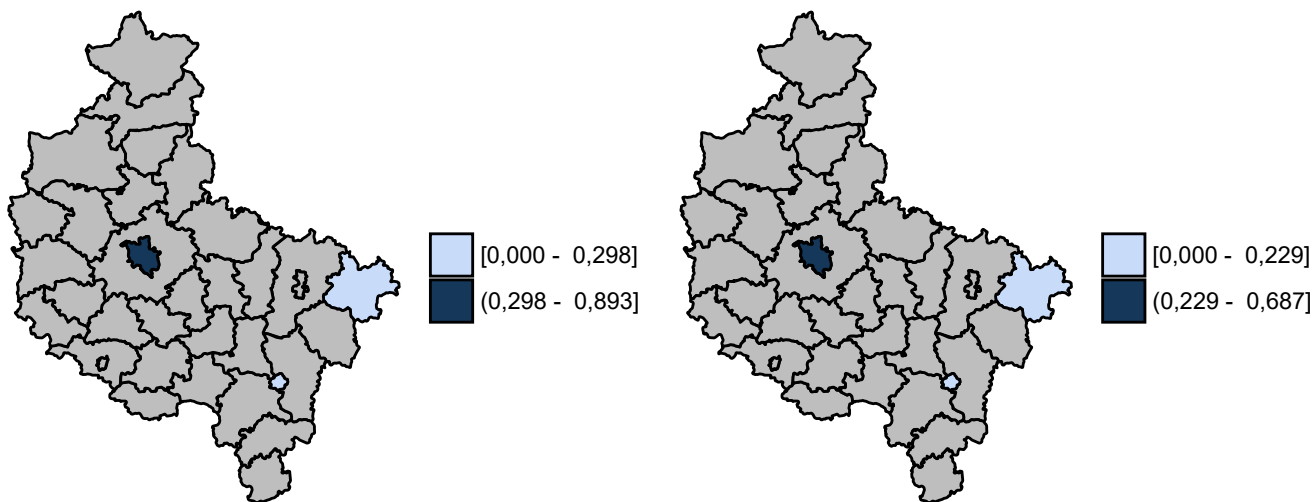 [0,000 - 0,298]
(0,298 - 0,893]
[0,000 - 0,229]
(0,229 - 0,687]